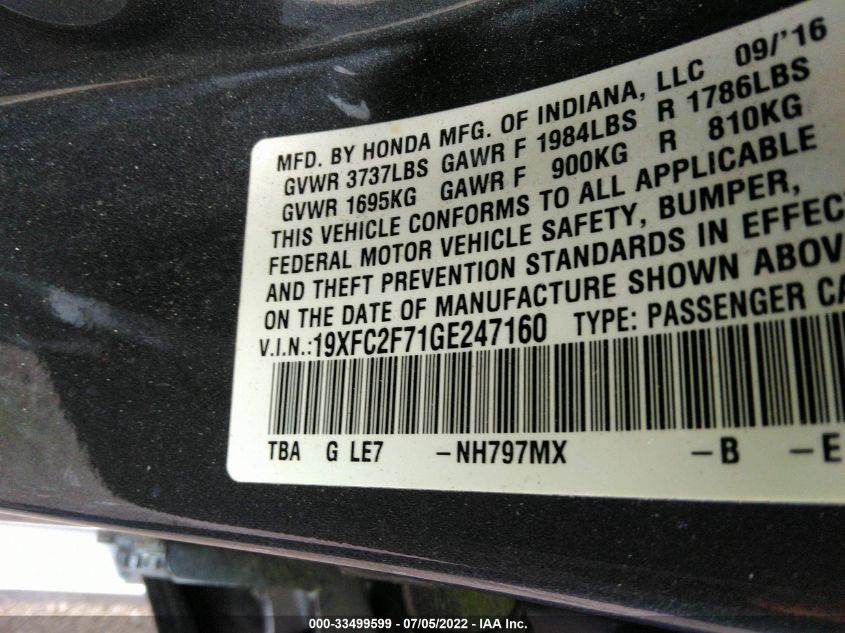 MFD. BY HONDA MFG. OF INDIANA, LLC 09/'16
GVWR 3737LBS GAWR F 1984LBS R 1786LBS
GVWR 1695KG GAWR F 900KG R 810KG
THIS VEHICLE CONFORMS TO ALL APPLICABLE
FEDERAL MOTOR VEHICLE SAFETY, BUMPER,
AND THEFT PREVENTION STANDARDS IN EFFEC
ON THE DATE OF MANUFACTURE SHOWN ABOV
V.I.N.:19XFC2F71GE247160 TYPE: PASSENGER CA
TBA G LE7 -NH797MX -B -E
000-33499599 / 07/05/2022 - IAA Inc.